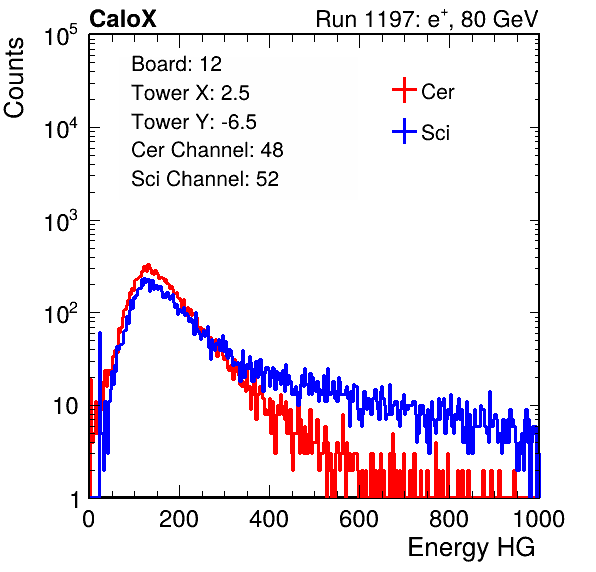 CaloX Run 1197: e⁺, 80 GeV
Counts
Board: 12
Tower X: 2.5
Tower Y: -6.5
Cer Channel: 48
Sci Channel: 52
Cer
Sci
10⁵
10⁴
10³
10²
10
1
0 200 400 600 800 1000
Energy HG